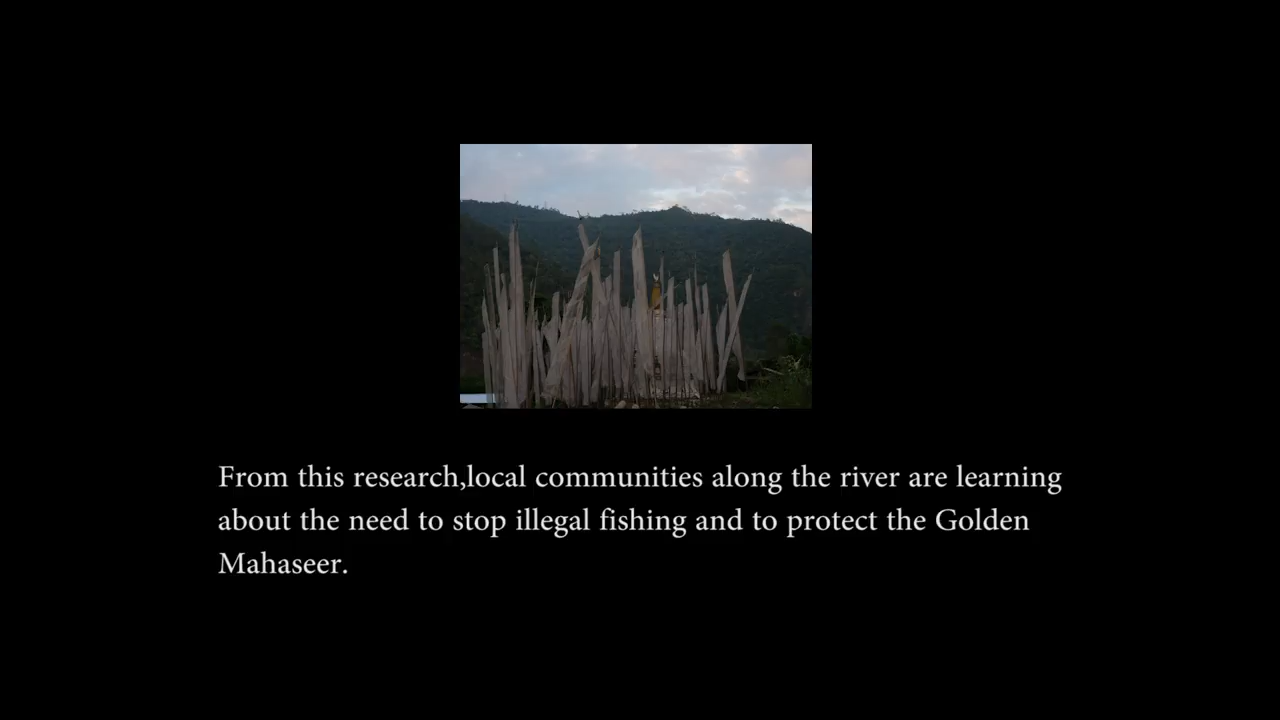 From this research,local communities along the river are learning
about the need to stop illegal fishing and to protect the Golden
Mahaseer.